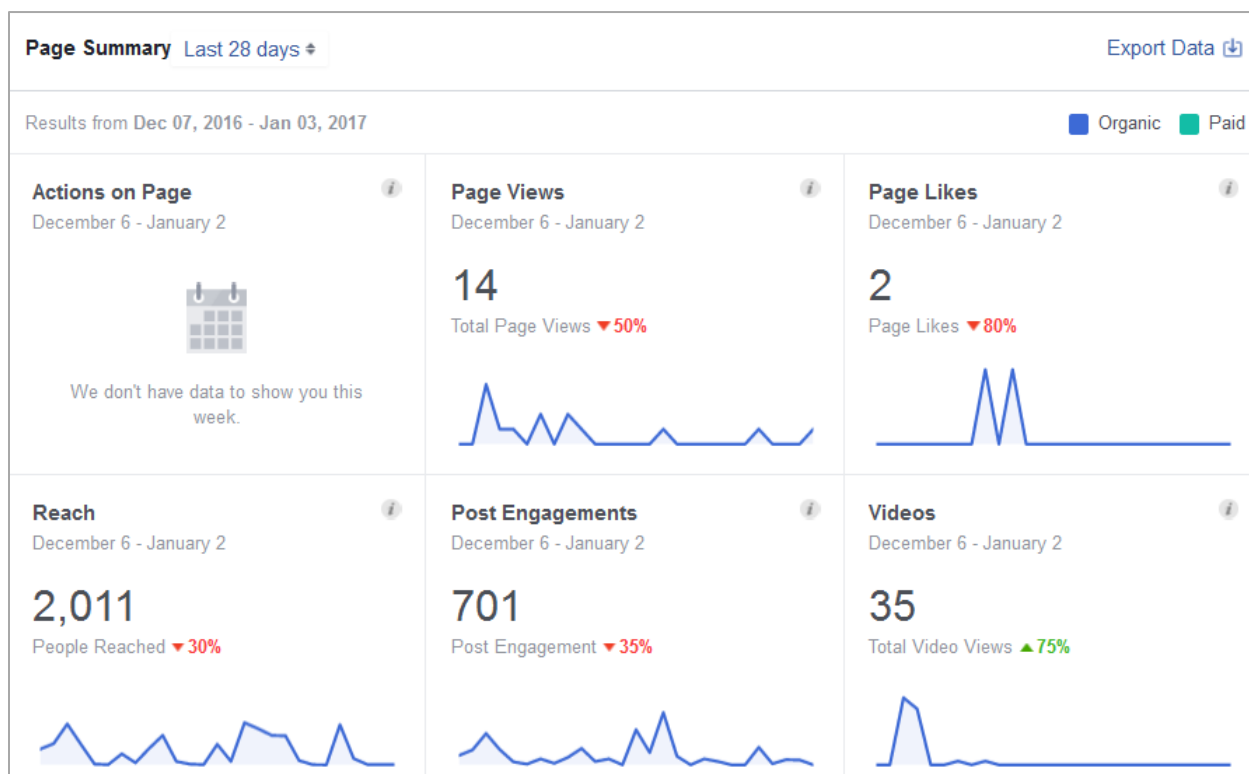 Page Summary Last 28 days Export Data
Results from Dec 07, 2016 - Jan 03, 2017 Organic Paid
Actions on Page
December 6 - January 2
We don't have data to show you this
week.
Page Views
December 6 - January 2
14
Total Page Views ▼50%
Page Likes
December 6 - January 2
2
Page Likes ▼80%
Reach
December 6 - January 2
2,011
People Reached ▼30%
Post Engagements
December 6 - January 2
701
Post Engagement ▼35%
Videos
December 6 - January 2
35
Total Video Views ▲75%